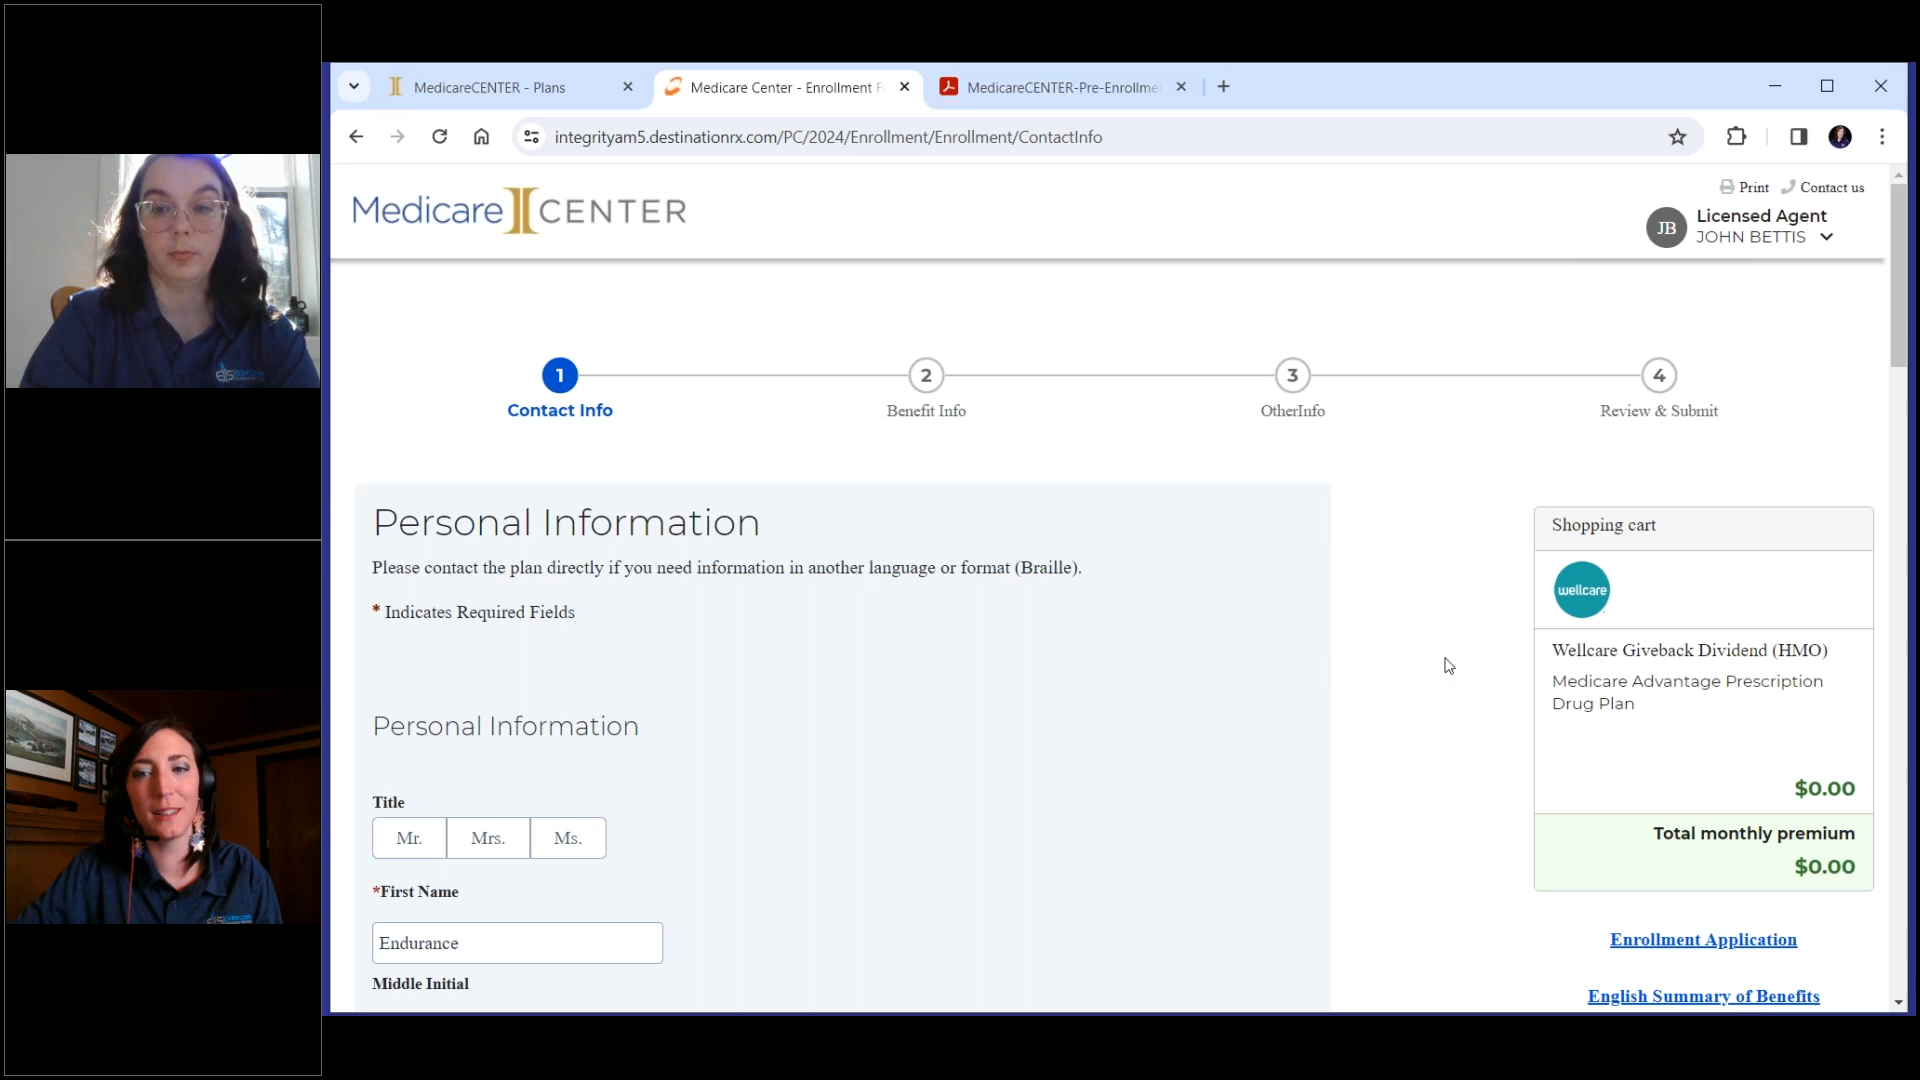 MedicareCENTER - Plans
Medicare Center - Enrollment F
MedicareCENTER-Pre-Enrollme
integrityam5.destinationrx.com/PC/2024/Enrollment/Enrollment/ContactInfo
Medicare CENTER
Print
Contact us
JB
Licensed Agent
JOHN BETTIS
1
2
3
4
Contact Info
Benefit Info
OtherInfo
Review & Submit
Personal Information
Please contact the plan directly if you need information in another language or format (Braille).
* Indicates Required Fields
Personal Information
Title
Mr.
Mrs.
Ms.
*First Name
Endurance
Middle Initial
Shopping cart
wellcare
Wellcare Giveback Dividend (HMO)
Medicare Advantage Prescription
Drug Plan
$0.00
Total monthly premium
$0.00
Enrollment Application
English Summary of Benefits